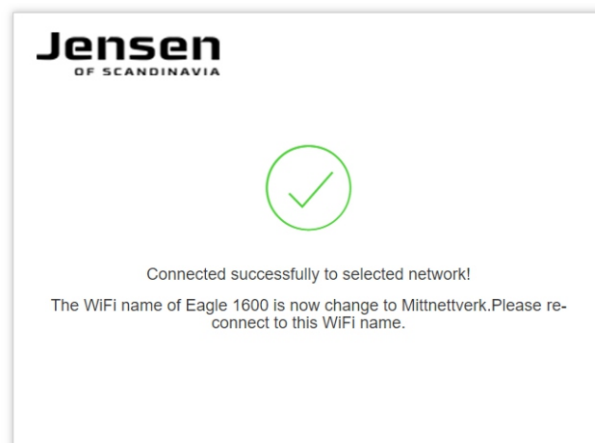 Jensen
OF SCANDINAVIA
Connected successfully to selected network!
The WiFi name of Eagle 1600 is now change to Mittnettverk.Please re-
connect to this WiFi name.